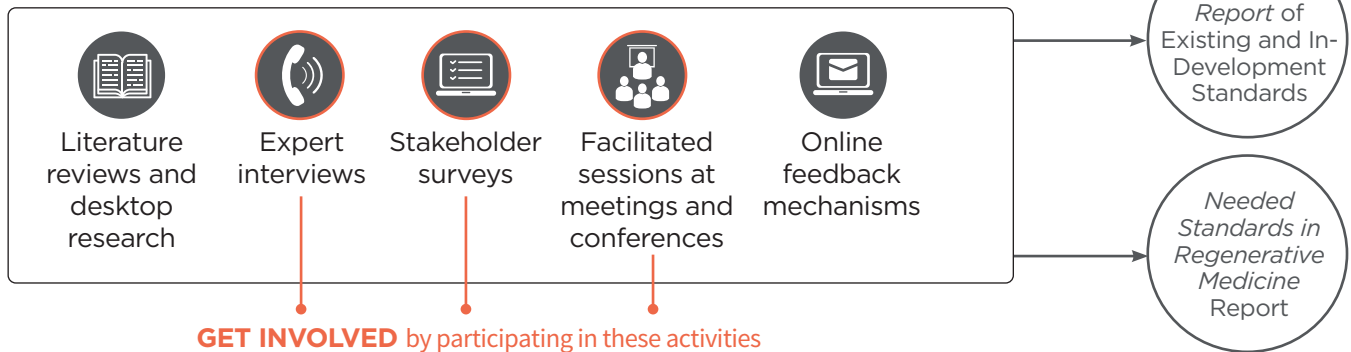 Literature
reviews and
desktop
research
Expert
interviews
Stakeholder
surveys
Facilitated
sessions at
meetings and
conferences
Online
feedback
mechanisms
GET INVOLVED by participating in these activities
Report of
Existing and In-
Development
Standards
Needed
Standards in
Regenerative
Medicine
Report